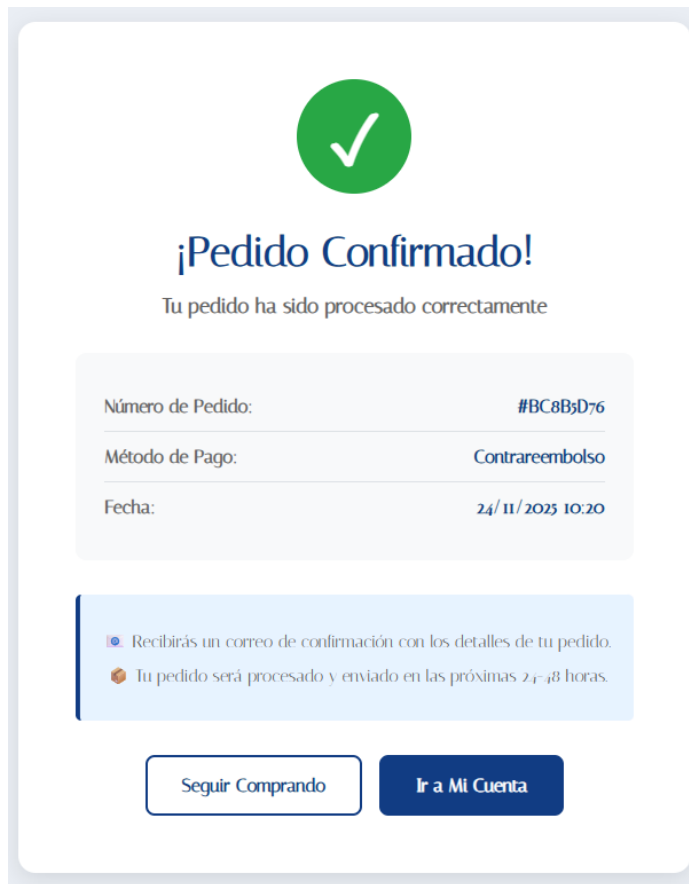 ¡Pedido Confirmado!
Tu pedido ha sido procesado correctamente
Número de Pedido: #BC8B5D76
Método de Pago: Contrareembolso
Fecha: 24/11/2025 10:20
Recibirás un correo de confirmación con los detalles de tu pedido.
Tu pedido será procesado y enviado en las próximas 24-48 horas.
Seguir Comprando
Ir a Mi Cuenta